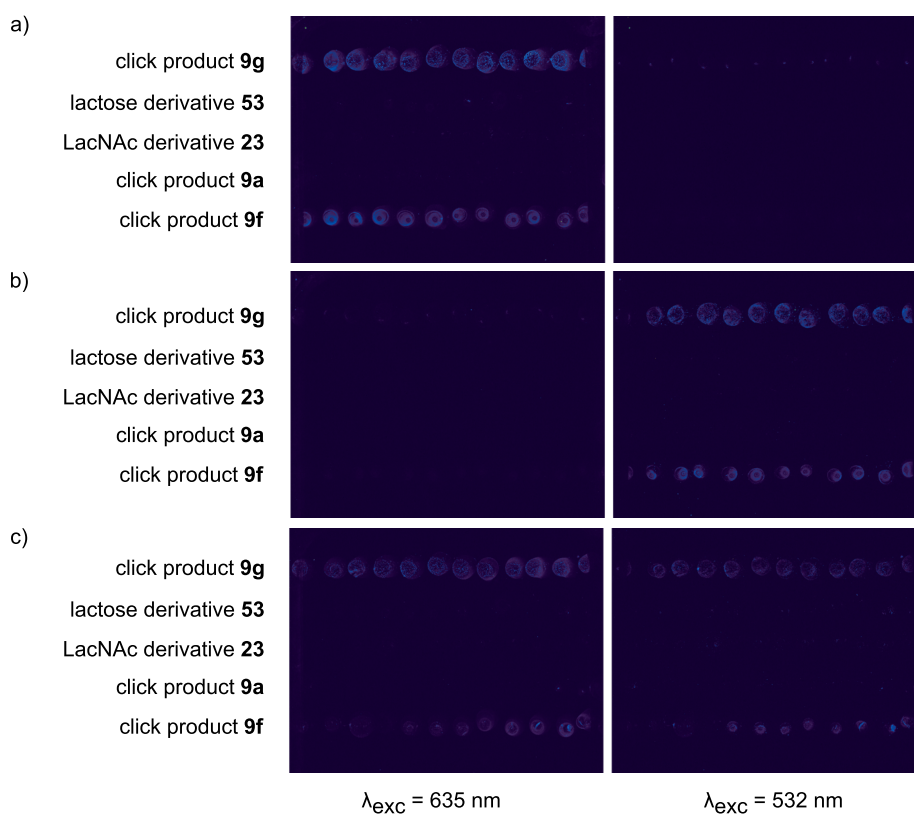 a)
click product 9g
lactose derivative 53
LacNAc derivative 23
click product 9a
click product 9f
b)
click product 9g
lactose derivative 53
LacNAc derivative 23
click product 9a
click product 9f
c)
click product 9g
lactose derivative 53
LacNAc derivative 23
click product 9a
click product 9f
λexc = 635 nm λexc = 532 nm